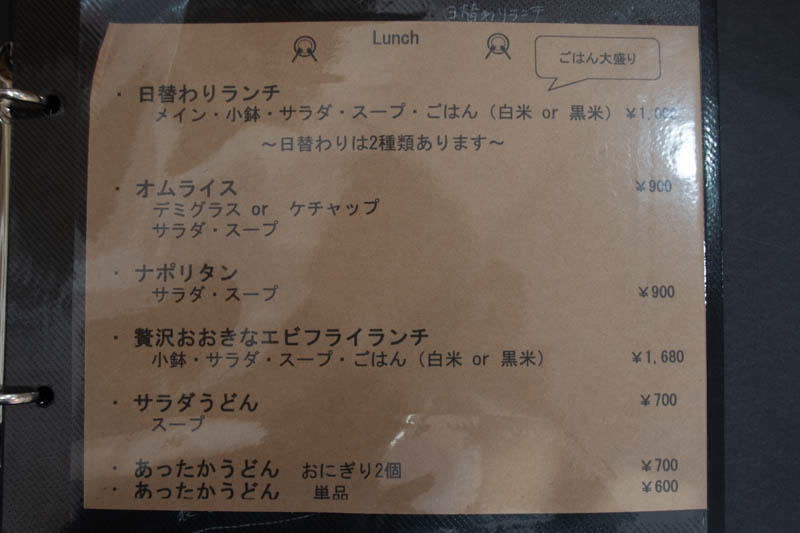 日替わりランチ
Lunch
ごはん大盛り
・日替わりランチ
メイン・小鉢・サラダ・スープ・ごはん（白米 or 黒米）
～日替わりは2種類あります～
・オムライス ¥900
デミグラス or ケチャップ
サラダ・スープ
・ナポリタン
サラダ・スープ ¥900
・贅沢おおきなエビフライランチ
小鉢・サラダ・スープ・ごはん（白米 or 黒米） ¥1,680
・サラダうどん ¥700
スープ
・あったかうどん おにぎり2個 ¥700
・あったかうどん 単品 ¥600